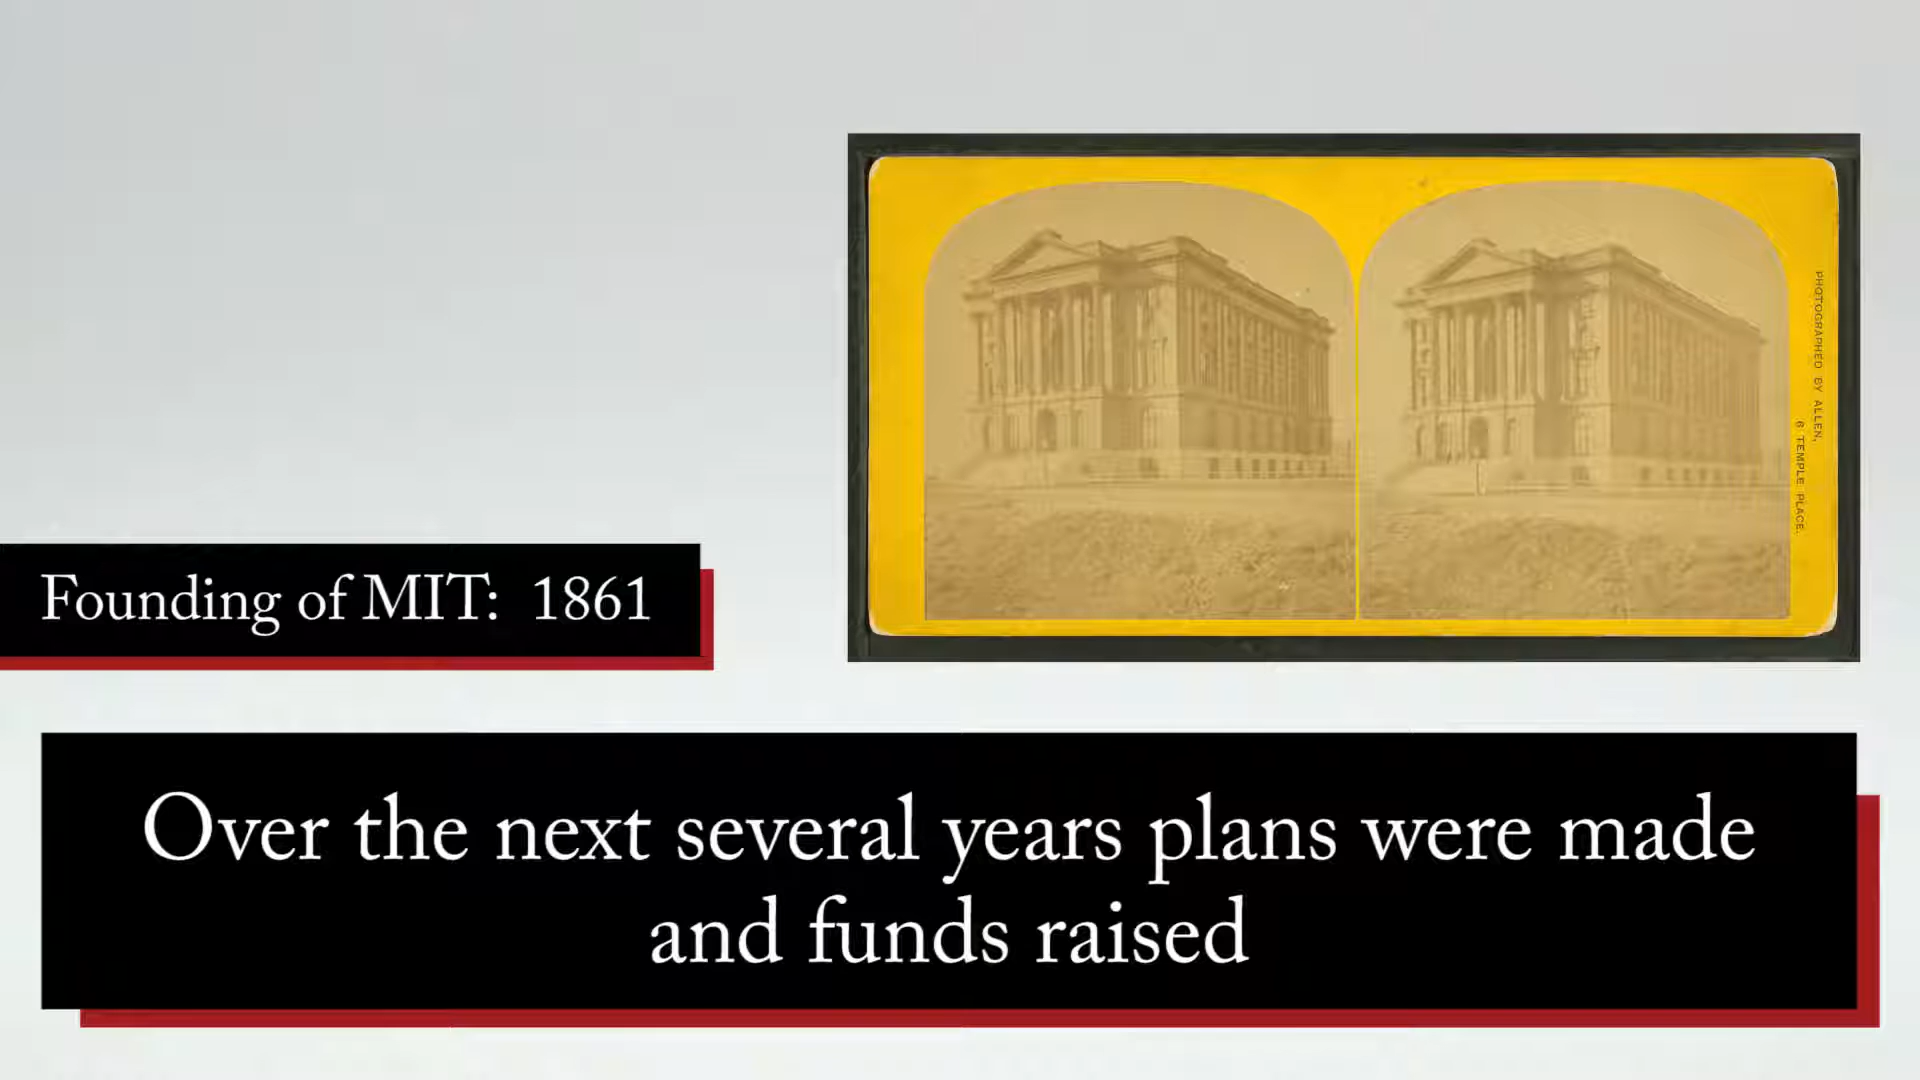 PHOTOGRAPHED BY ALLEN,
6 TEMPLE PLACE.
Founding of MIT: 1861
Over the next several years plans were made
and funds raised